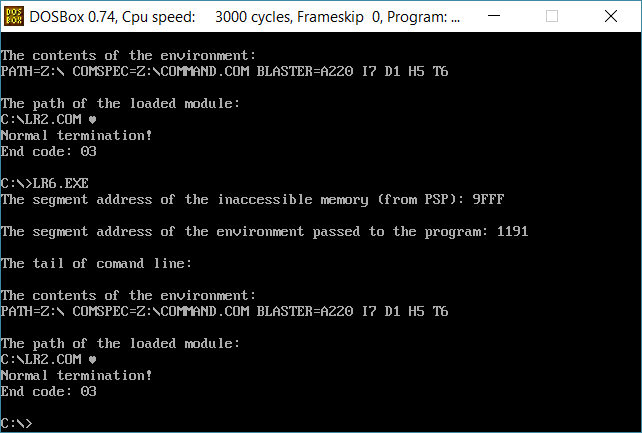 DOS BOX
DOSBox 0.74, Cpu speed: 3000 cycles, Frameskip 0, Program: ...
The contents of the environment:
PATH=Z:\ COMSPEC=Z:\COMMAND.COM BLASTER=A220 I7 D1 H5 T6
The path of the loaded module:
C:\LR2.COM ♥
Normal termination!
End code: 03
C:\>LR6.EXE
The segment address of the inaccessible memory (from PSP): 9FFF
The segment address of the environment passed to the program: 1191
The tail of comand line:
The contents of the environment:
PATH=Z:\ COMSPEC=Z:\COMMAND.COM BLASTER=A220 I7 D1 H5 T6
The path of the loaded module:
C:\LR2.COM ♥
Normal termination!
End code: 03
C:\>